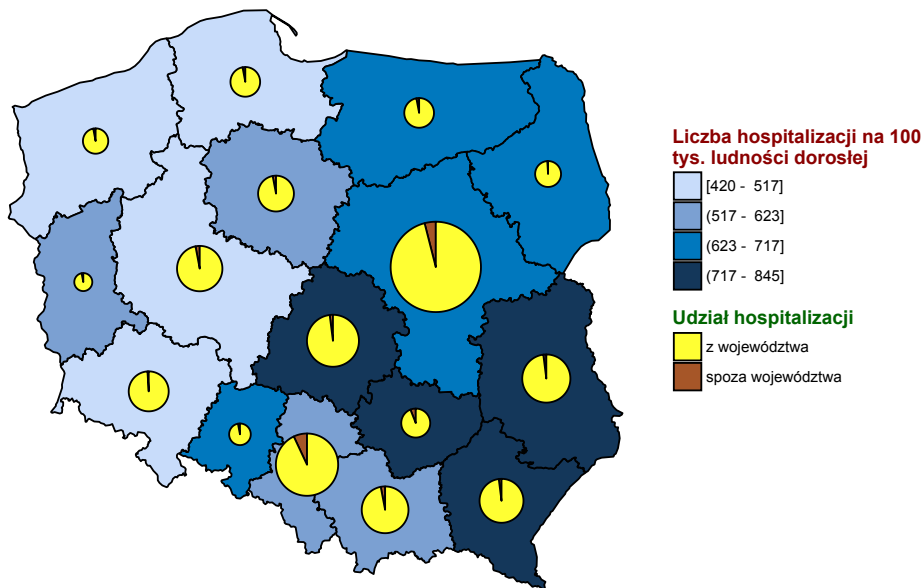 Liczba hospitalizacji na 100
tys. ludności dorosłej
[420 - 517]
(517 - 623]
(623 - 717]
(717 - 845]
Udział hospitalizacji
z województwa
spoza województwa